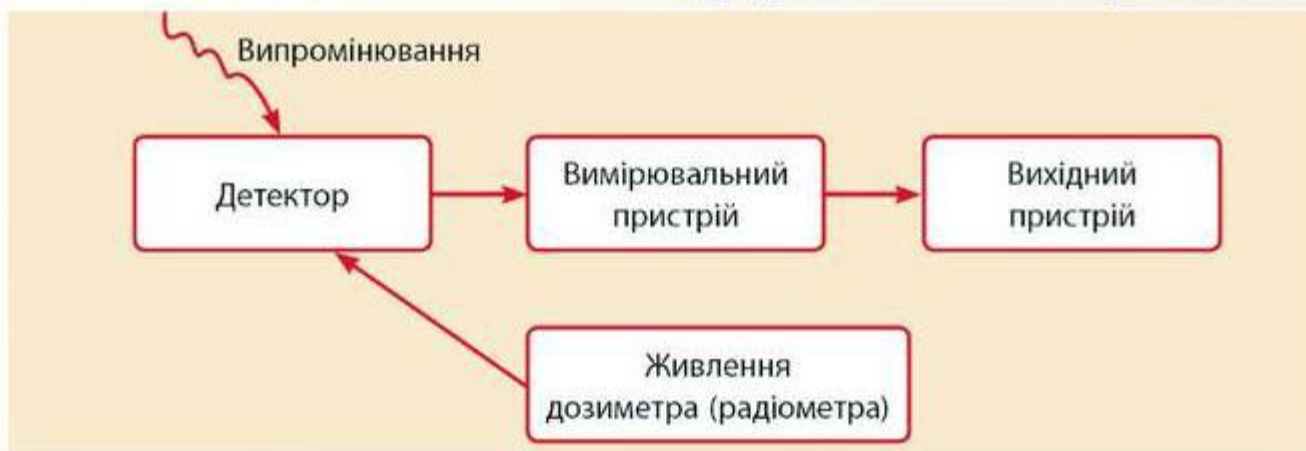 Випромінювання
Детектор
Вимірювальний
пристрій
Вихідний
пристрій
Живлення
дозиметра (радіометра)